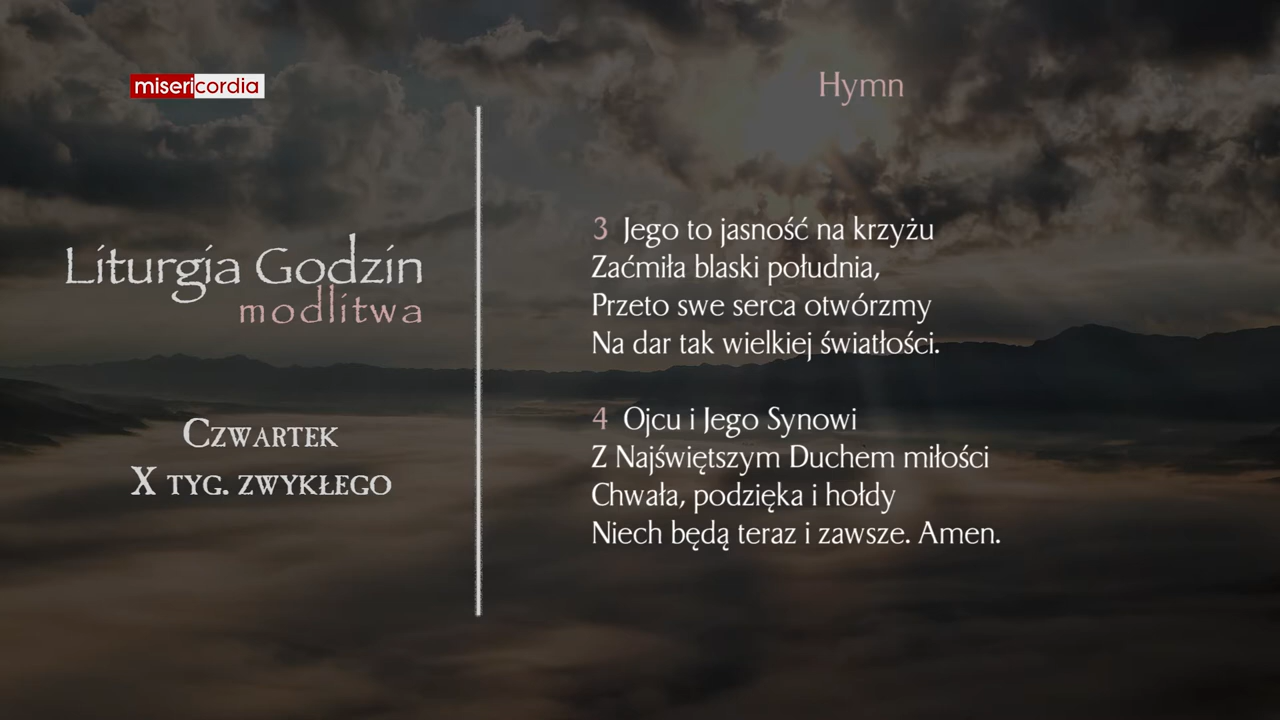 misericordia
Liturgia Godzin
modlitwa
Czwartek
X tyg. zwykłego
Hymn
3 Jego to jasność na krzyżu
Zaćmiła blaski południa,
Przeto swe serca otwórzmy
Na dar tak wielkiej światłości.
4 Ojcu i Jego Synowi
Z Najświętszym Duchem miłości
Chwała, podzięka i hołdy
Niech będą teraz i zawsze. Amen.